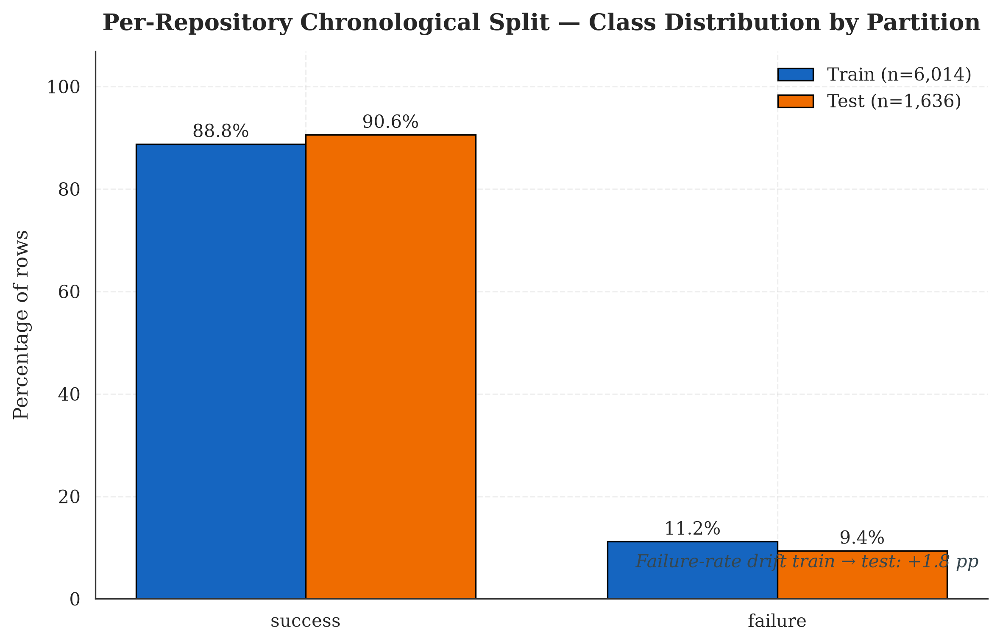 Per-Repository Chronological Split — Class Distribution by Partition
Train (n=6,014)
Test (n=1,636)
Percentage of rows
100
80
60
40
20
0
88.8%
90.6%
11.2%
9.4%
Failure-rate drift train → test: +1.8 pp
success
failure